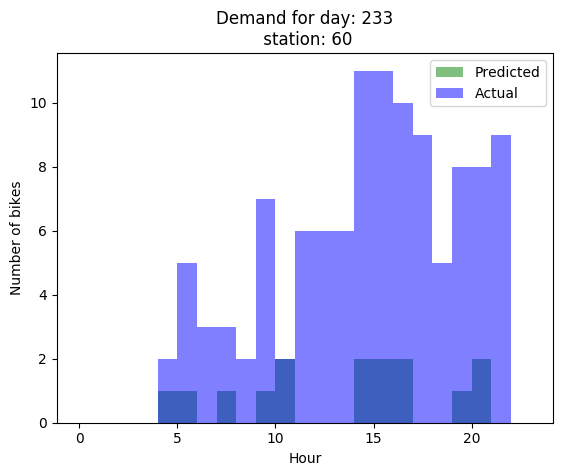 Demand for day: 233
station: 60
Predicted
Actual
Number of bikes
10
8
6
4
2
0
0 5 10 15 20
Hour